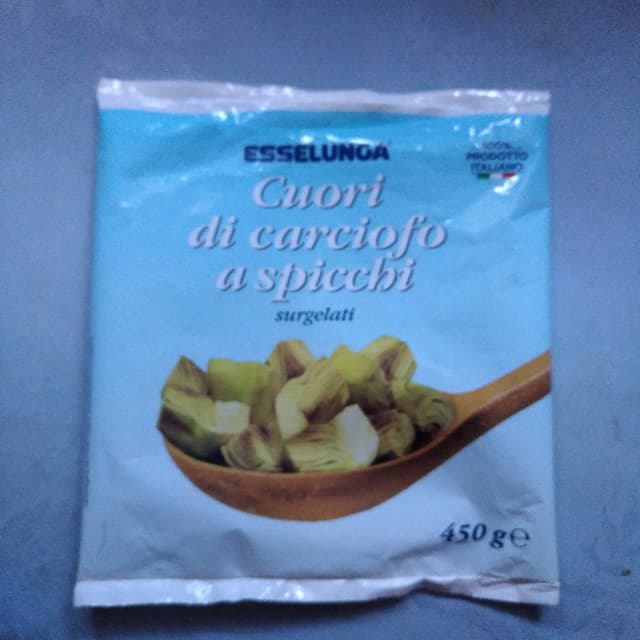 ESSELUNGA
100%
PRODOTTO
ITALIANO
Cuori
di carciofo
a spicchi
surgelati
450 g e